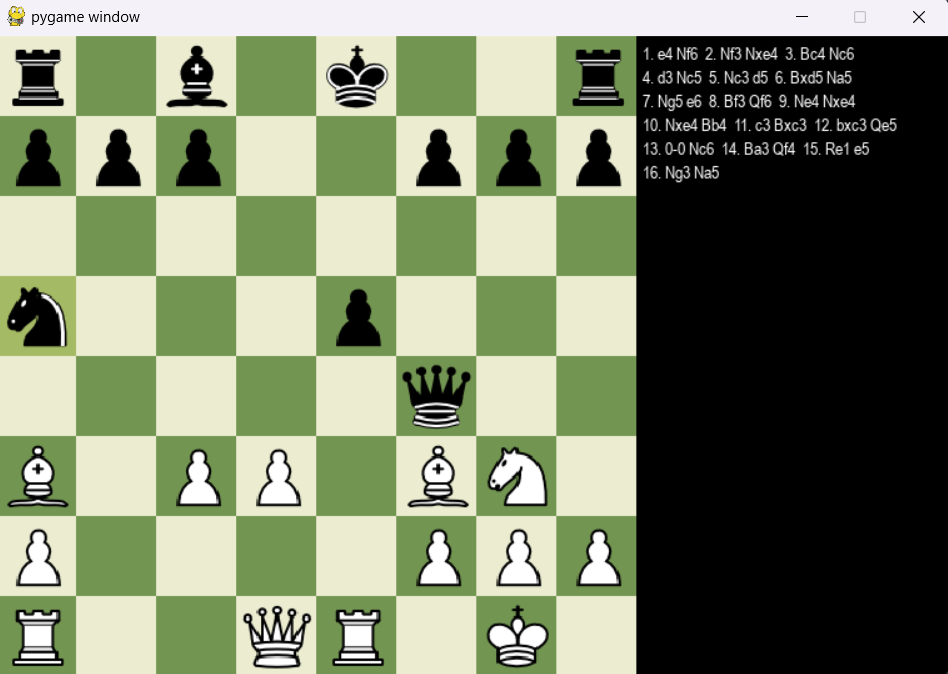 pygame window
1. e4 Nf6 2. Nf3 Nxe4 3. Bc4 Nc6
4. d3 Nc5 5. Nc3 d5 6. Bxd5 Na5
7. Ng5 e6 8. Bf3 Qf6 9. Ne4 Nxe4
10. Nxe4 Bb4 11. c3 Bxc3 12. bxc3 Qe5
13. 0-0 Nc6 14. Ba3 Qf4 15. Re1 e5
16. Ng3 Na5